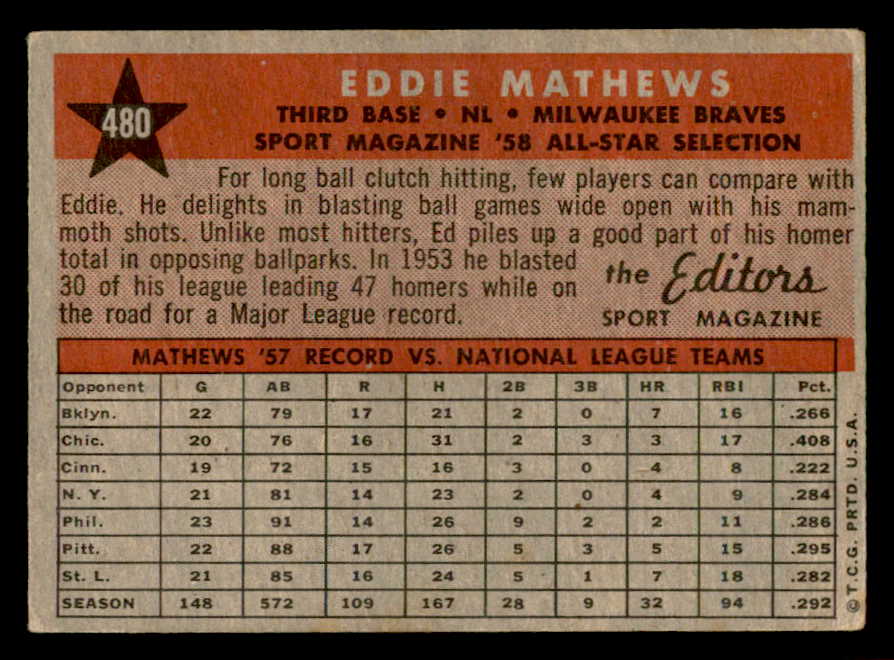 480
EDDIE MATHEWS
THIRD BASE • NL • MILWAUKEE BRAVES
SPORT MAGAZINE '58 ALL-STAR SELECTION
For long ball clutch hitting, few players can compare with
Eddie. He delights in blasting ball games wide open with his mam-
moth shots. Unlike most hitters, Ed piles up a good part of his homer
total in opposing ballparks. In 1953 he blasted
30 of his league leading 47 homers while on
the road for a Major League record.
the Editors
SPORT MAGAZINE
MATHEWS '57 RECORD VS. NATIONAL LEAGUE TEAMS
Opponent G AB R H 2B 3B HR RBI Pct.
Bklyn. 22 79 17 21 2 0 7 16 .266
Chic. 20 76 16 31 2 3 3 17 .408
Cinn. 19 72 15 16 3 0 4 8 .222
N. Y. 21 81 14 23 2 0 4 9 .284
Phil. 23 91 14 26 9 2 2 11 .286
Pitt. 22 88 17 26 5 3 5 15 .295
St. L. 21 85 16 24 5 1 7 18 .282
SEASON 148 572 109 167 28 9 32 94 .292
©T.C.G. PRTD. U.S.A.